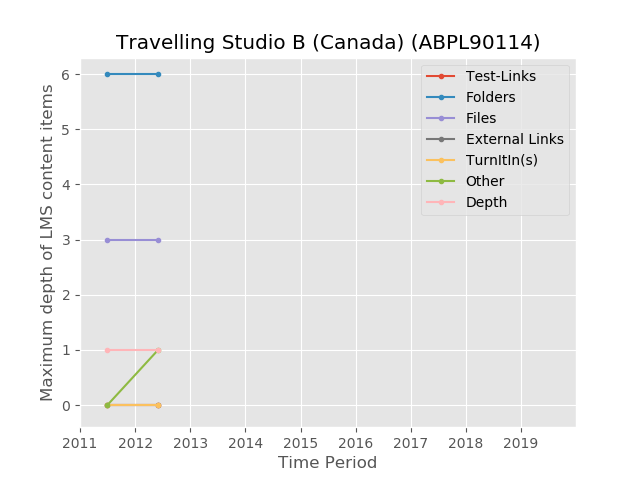 Travelling Studio B (Canada) (ABPL90114)
Maximum depth of LMS content items
6
5
4
3
2
1
0
Test-Links
Folders
Files
External Links
TurnItIn(s)
Other
Depth
2011 2012 2013 2014 2015 2016 2017 2018 2019
Time Period